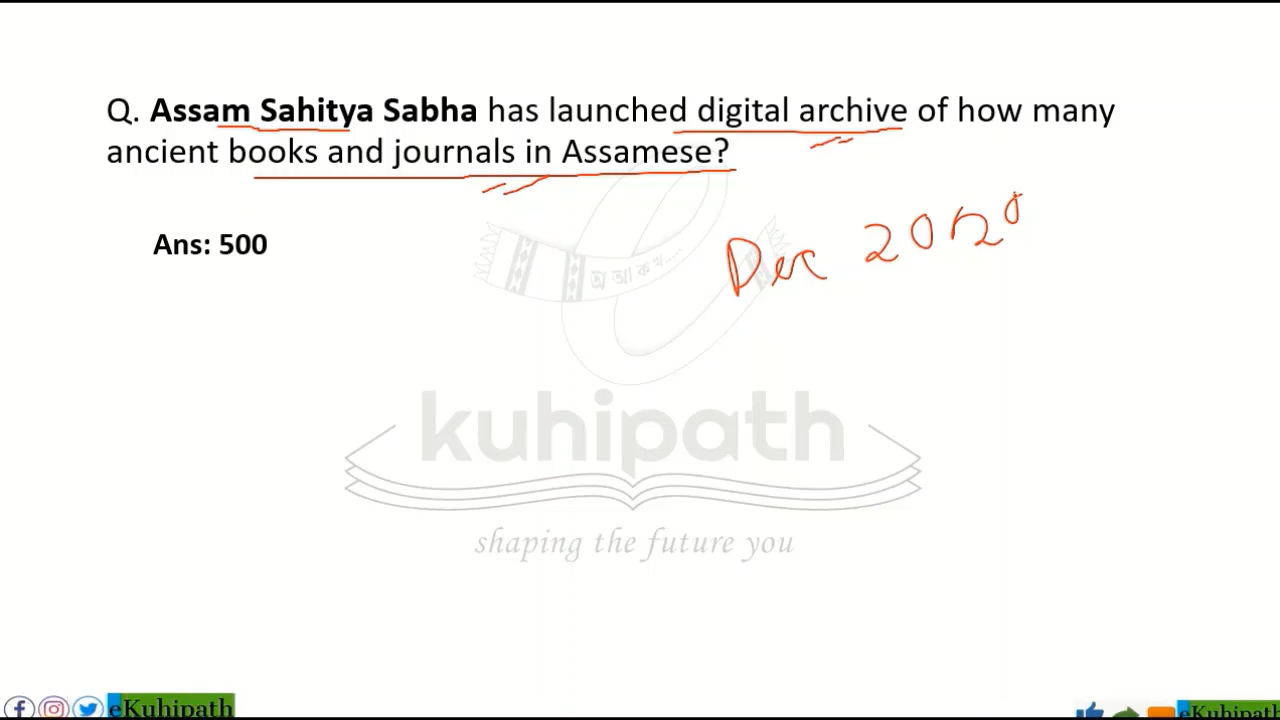 Q. Assam Sahitya Sabha has launched digital archive of how many
ancient books and journals in Assamese?
Ans: 500
Dec 2020
অ আ ক খ....
kuhipath
shaping the future you
eKuhipath
eKuhipath